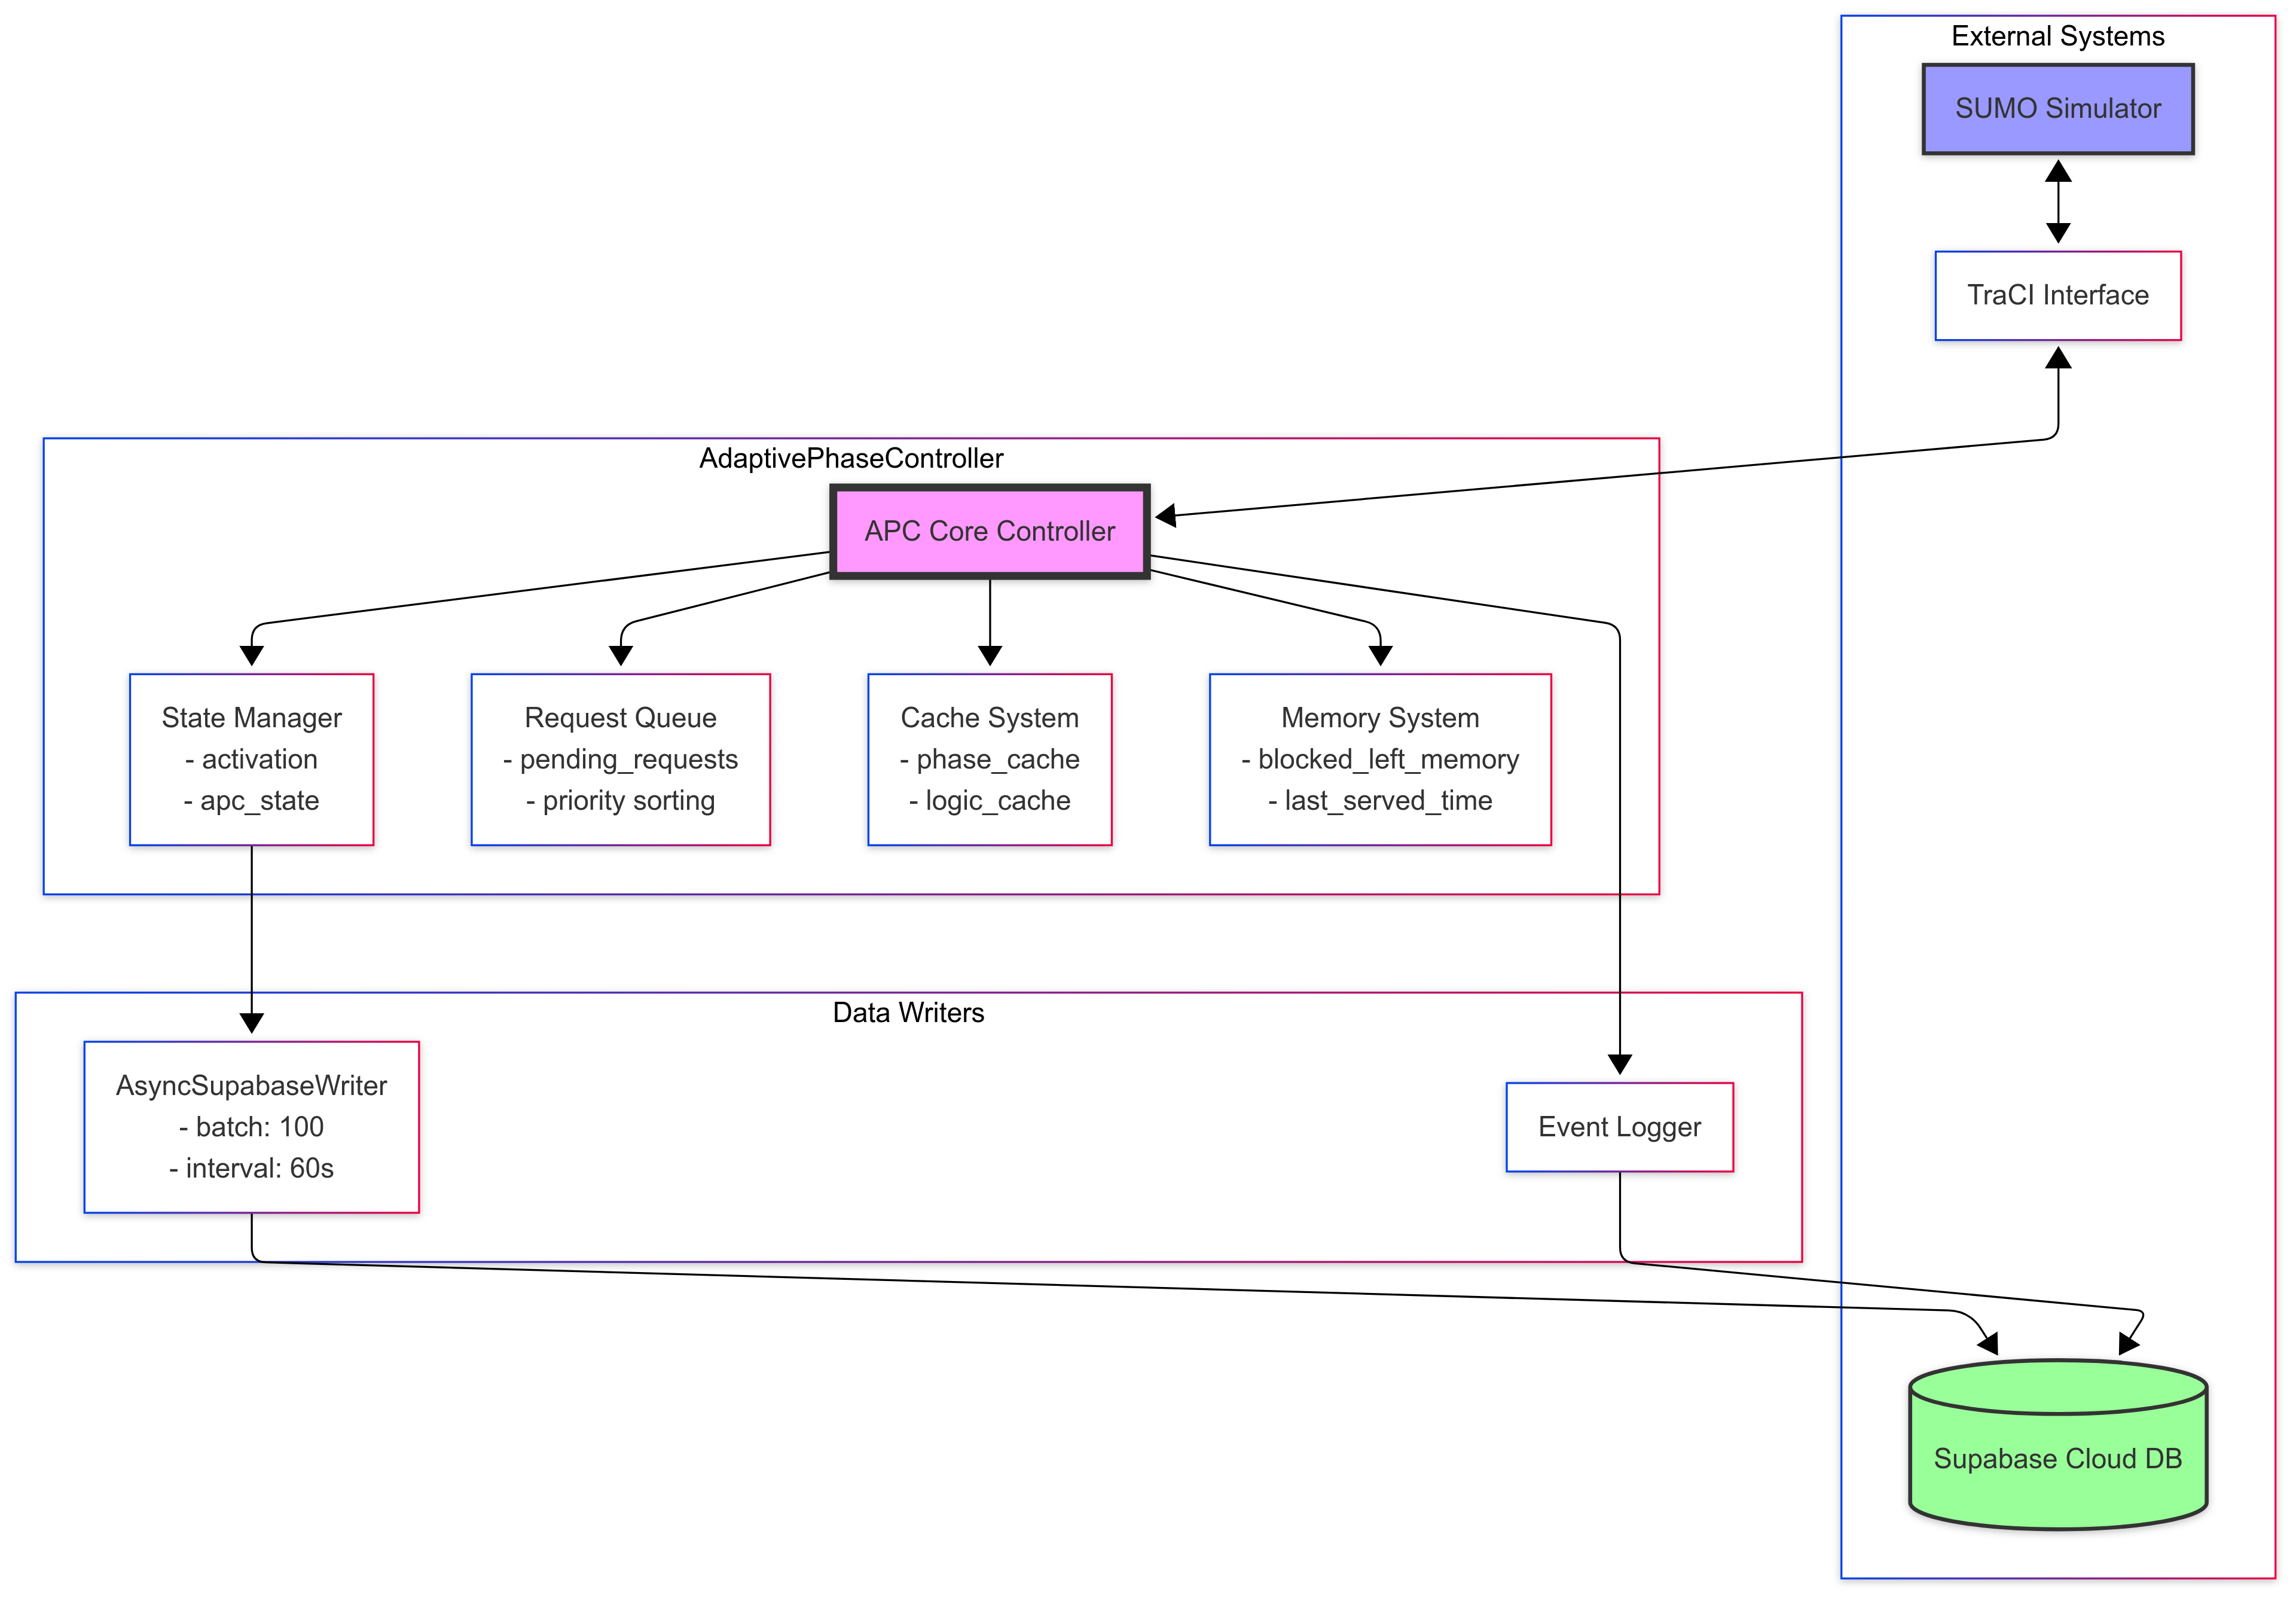 External Systems
SUMO Simulator
TraCI Interface
AdaptivePhaseController
APC Core Controller
State Manager
- activation
- apc_state
Request Queue
- pending_requests
- priority sorting
Cache System
- phase_cache
- logic_cache
Memory System
- blocked_left_memory
- last_served_time
Data Writers
AsyncSupabaseWriter
- batch: 100
- interval: 60s
Event Logger
Supabase Cloud DB